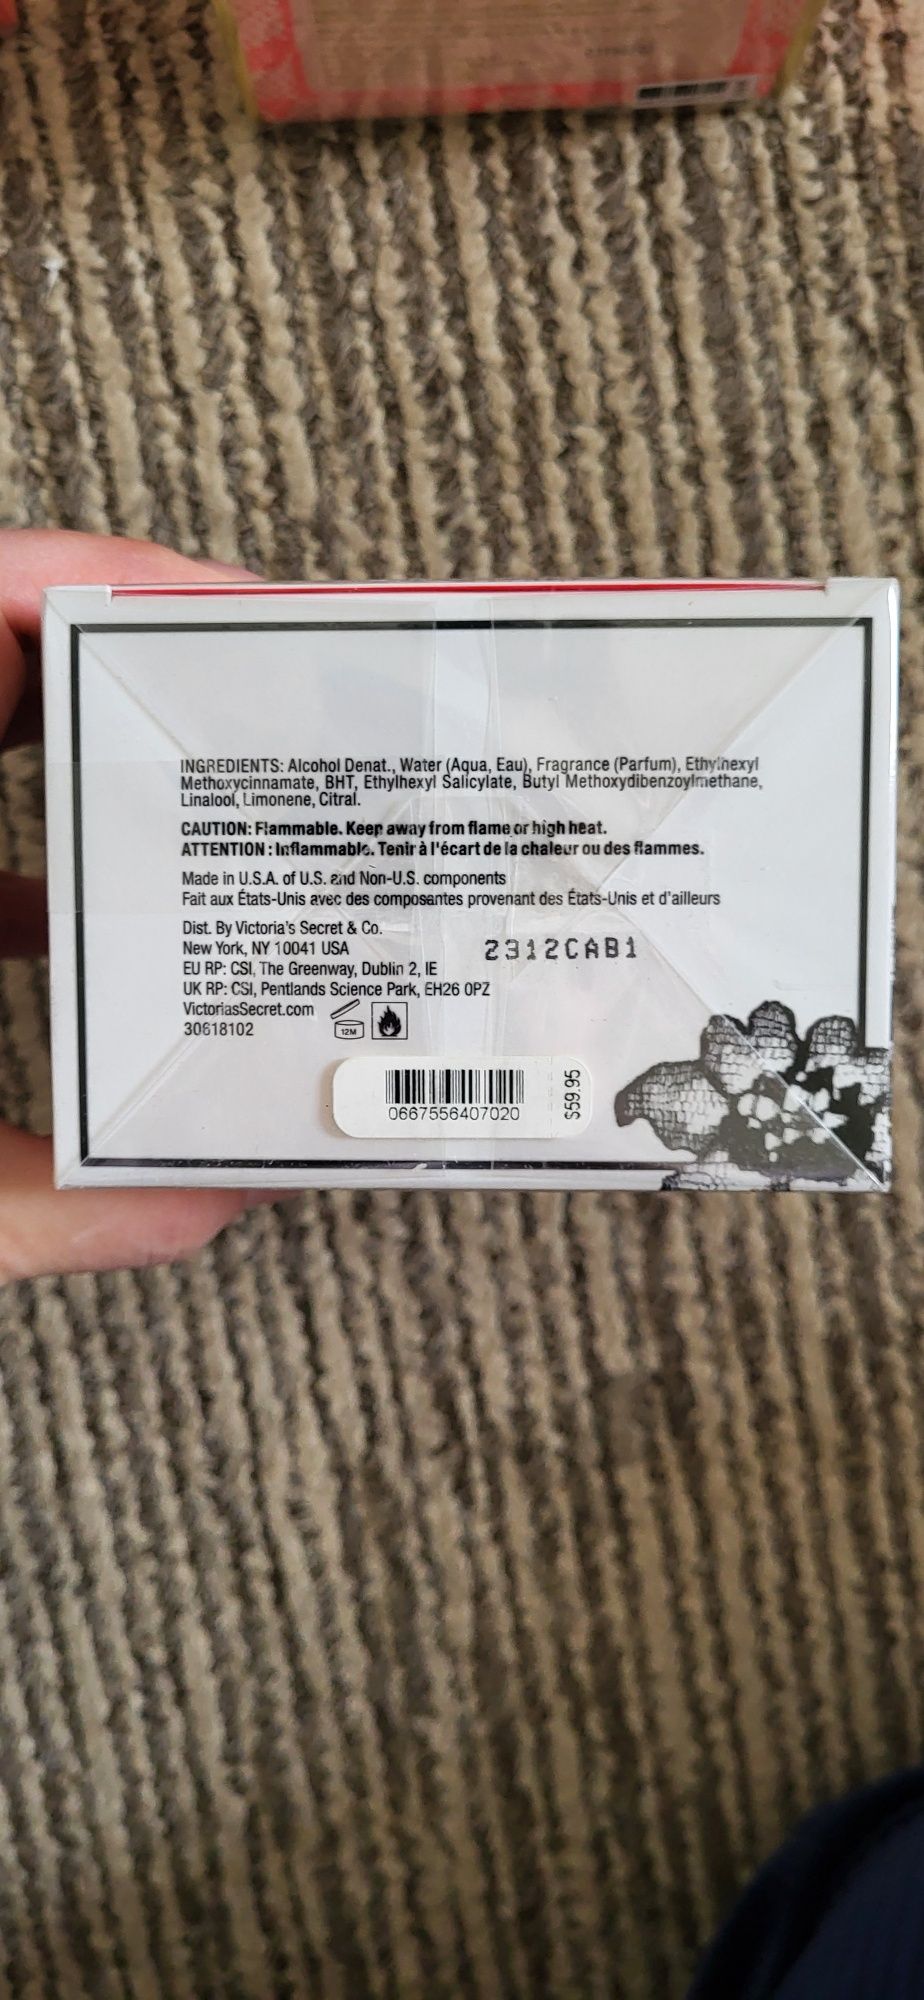 INGREDIENTS: Alcohol Denat., Water (Aqua, Eau), Fragrance (Parfum), Ethylhexyl
Methoxycinnamate, BHT, Ethylhexyl Salicylate, Butyl Methoxydibenzoylmethane,
Linalool, Limonene, Citral.
CAUTION: Flammable. Keep away from flame or high heat.
ATTENTION : Inflammable. Tenir à l'écart de la chaleur ou des flammes.
Made in U.S.A. of U.S. and Non-U.S. components
Fait aux États-Unis avec des composantes provenant des États-Unis et d'ailleurs
Dist. By Victoria's Secret & Co.
New York, NY 10041 USA
2312CAB1
EU RP: CSI, The Greenway, Dublin 2, IE
UK RP: CSI, Pentlands Science Park, EH26 0PZ
VictoriasSecret.com
30618102
12M
0667556407020
$59.95